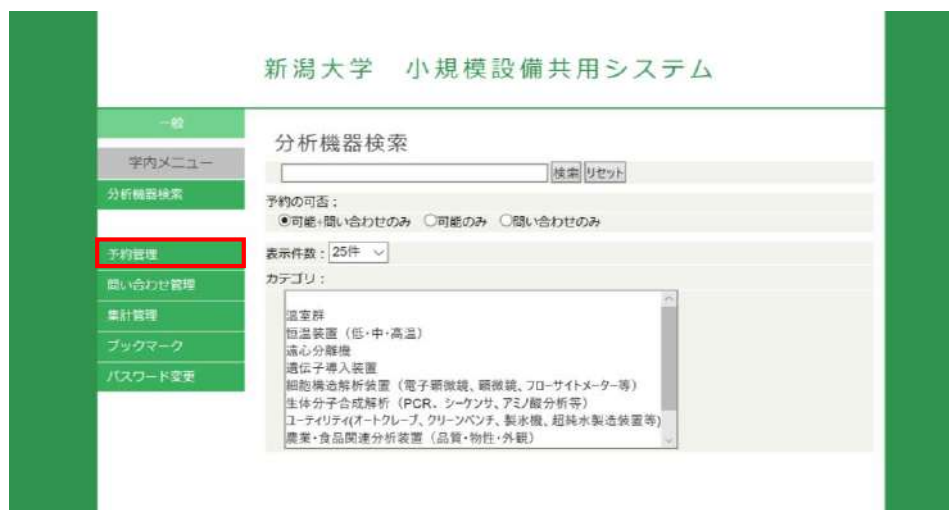 新潟大学　小規模設備共用システム
一般
学内メニュー
分析機器検索
予約管理
問い合わせ管理
集計管理
ブックマーク
パスワード変更
分析機器検索
検索 リセット
予約の可否：
可能+問い合わせのみ 可能のみ 問い合わせのみ
表示件数：25件
カテゴリ：
温室群
恒温装置（低・中・高温）
遠心分離機
遺伝子導入装置
細胞構造解析装置（電子顕微鏡、顕微鏡、フローサイトメーター等）
生体分子合成解析（PCR、シーケンサ、アミノ酸分析等）
ユーティリティ(オートクレーブ、クリーンベンチ、製氷機、超純水製造装置等)
農業・食品関連分析装置（品質・物性・外観）